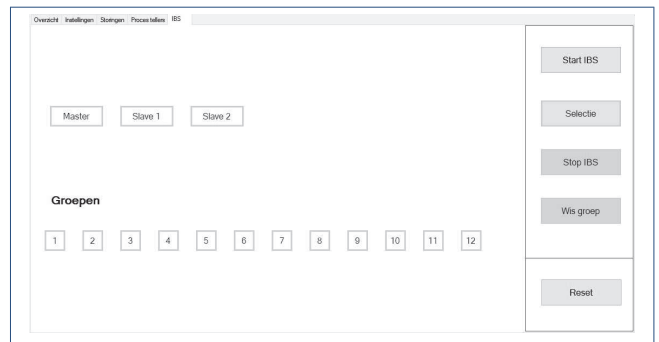 Overzicht Instellingen Storingen Proces tellers IBS
Start IBS
Master Slave 1 Slave 2
Selectie
Stop IBS
Groepen
Wis groep
1 2 3 4 5 6 7 8 9 10 11 12
Reset